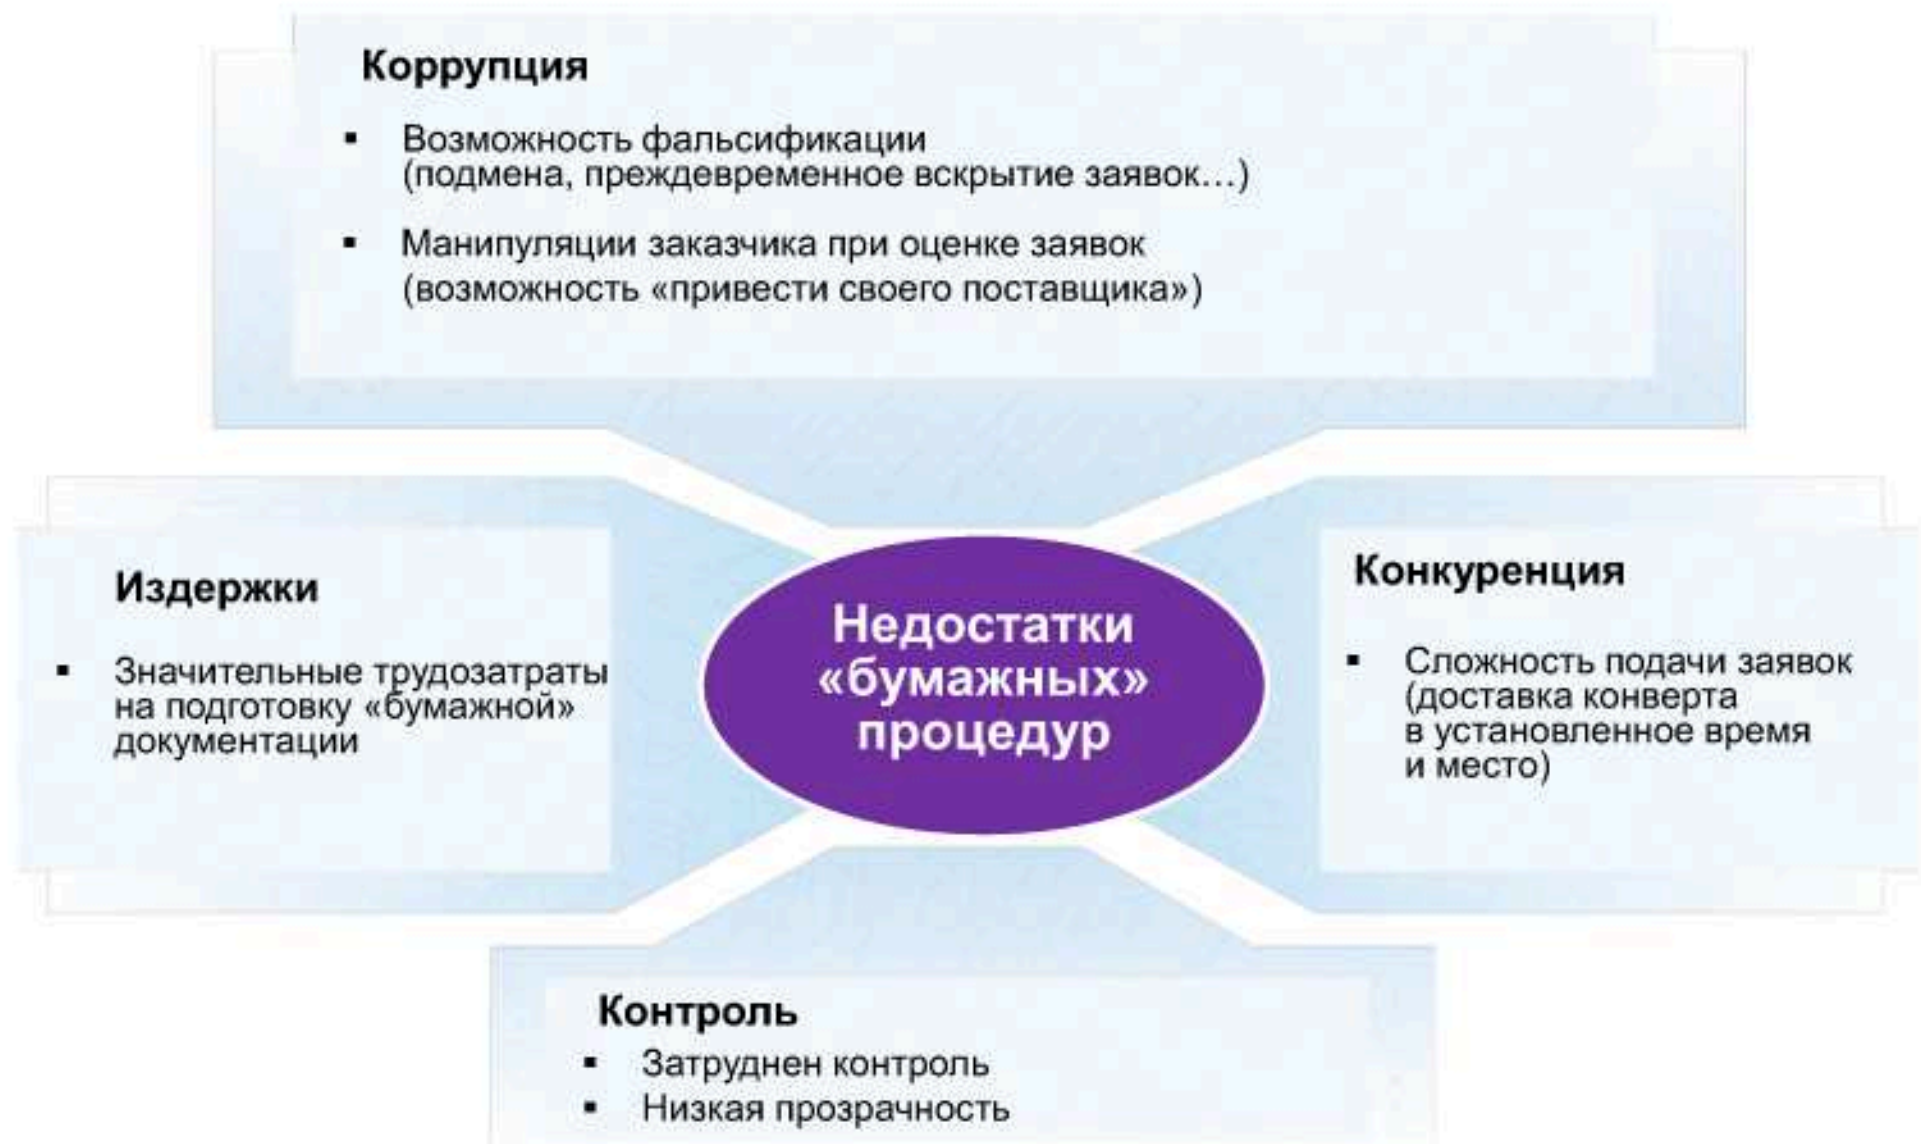 Коррупция
▪ Возможность фальсификации
(подмена, преждевременное вскрытие заявок…)
▪ Манипуляции заказчика при оценке заявок
(возможность «привести своего поставщика»)
Издержки
▪ Значительные трудозатраты
на подготовку «бумажной»
документации
Недостатки
«бумажных»
процедур
Конкуренция
▪ Сложность подачи заявок
(доставка конверта
в установленное время
и место)
Контроль
▪ Затруднен контроль
▪ Низкая прозрачность